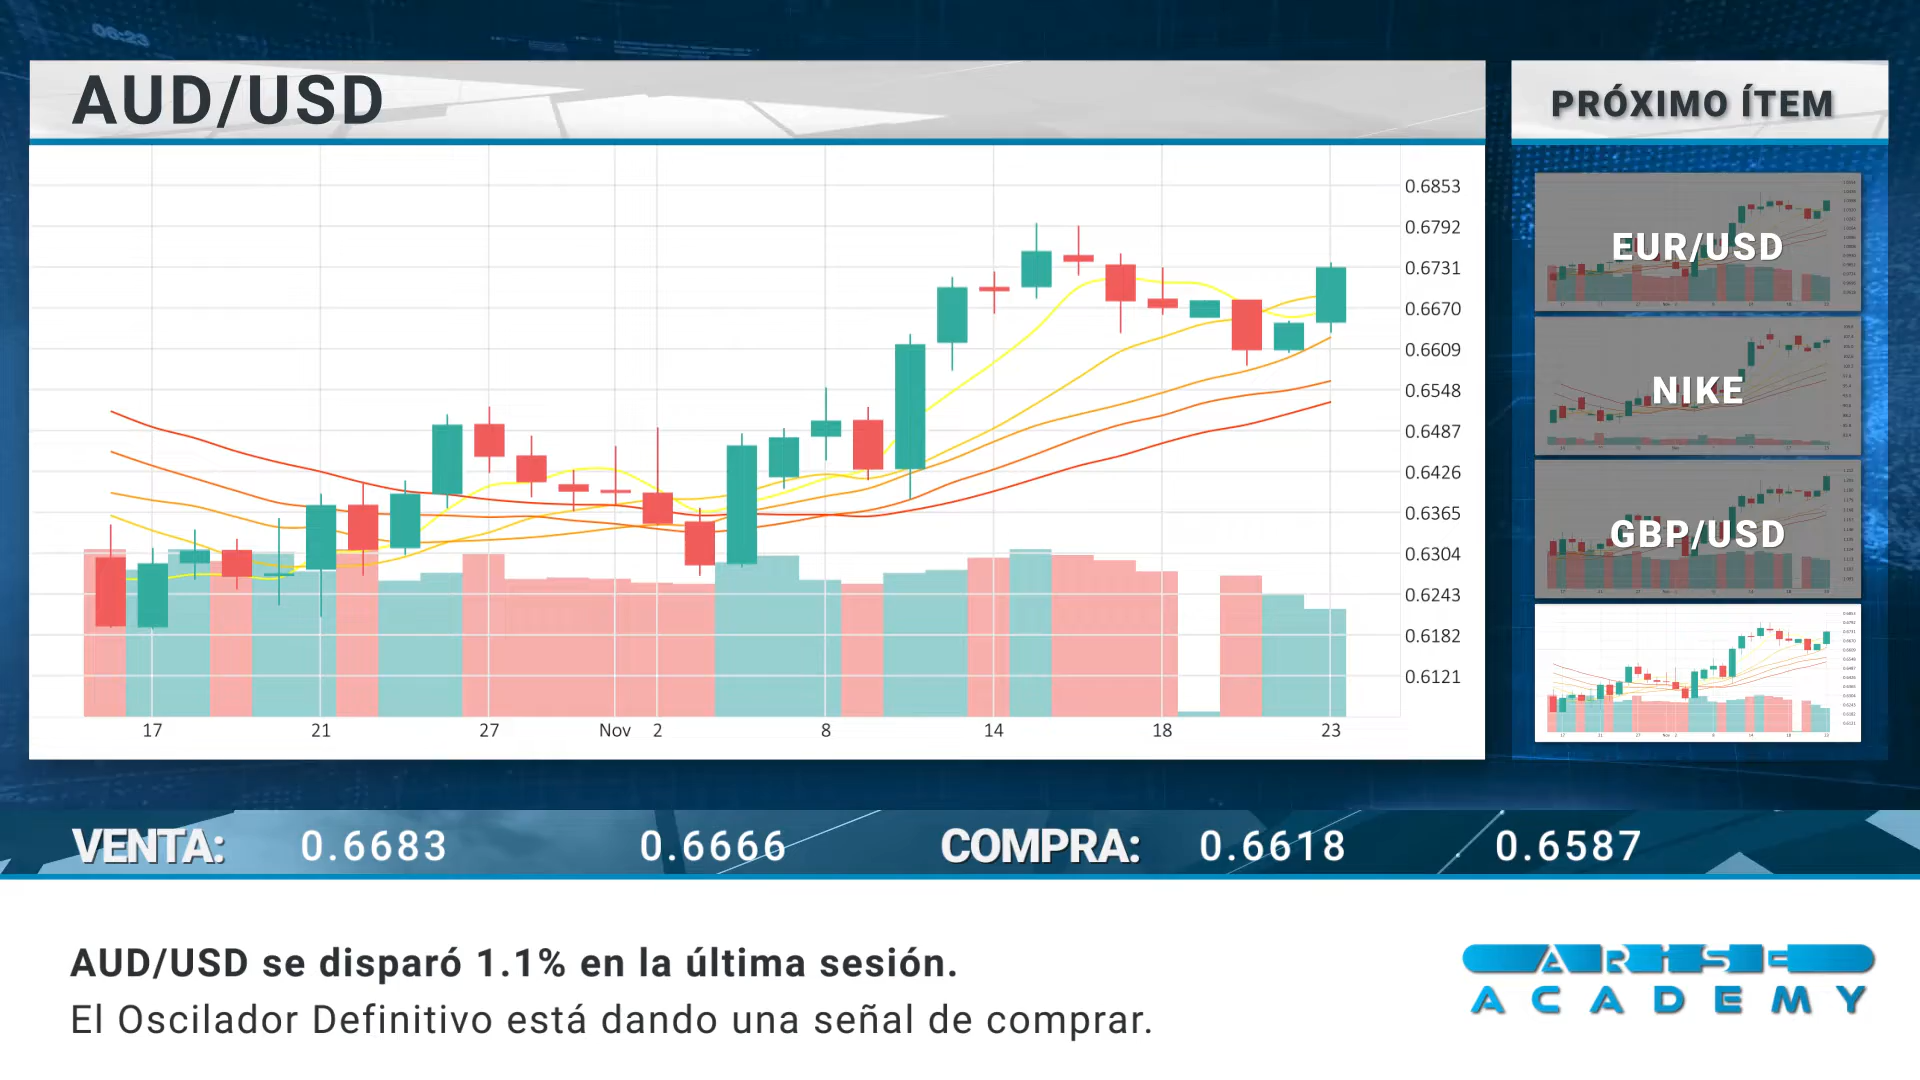 06:23
AUD/USD
PRÓXIMO ÍTEM
0.6853
0.6792
0.6731
0.6670
0.6609
0.6548
0.6487
0.6426
0.6365
0.6304
0.6243
0.6182
0.6121
17 21 27 Nov 2 8 14 18 23
EUR/USD
NIKE
GBP/USD
VENTA: 0.6683 0.6666 COMPRA: 0.6618 0.6587
AUD/USD se disparó 1.1% en la última sesión.
El Oscilador Definitivo está dando una señal de comprar.
ARISE
ACADEMY